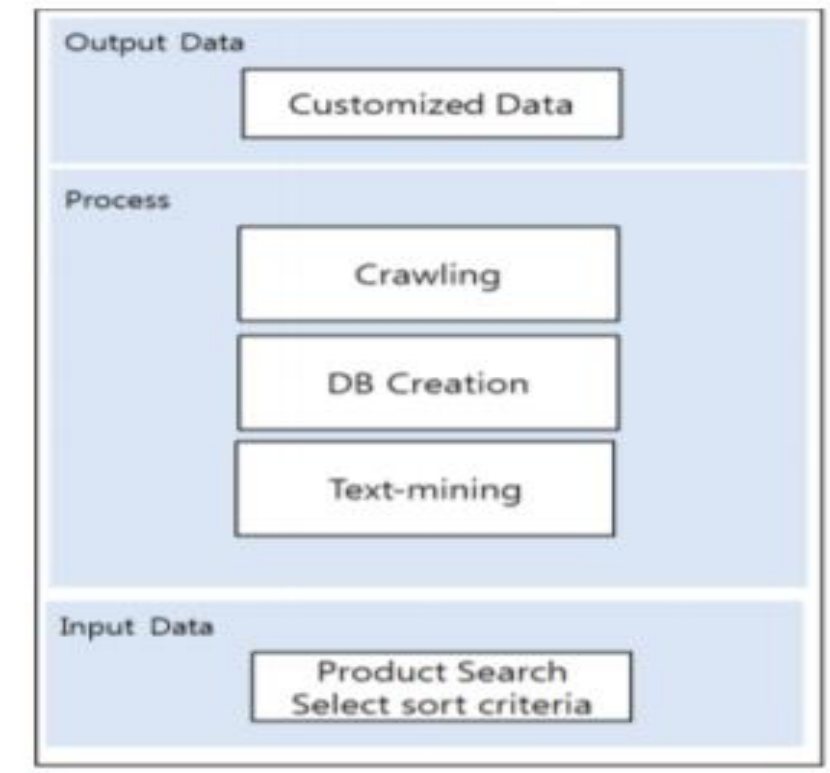 Output Data
Customized Data
Process
Crawling
DB Creation
Text-mining
Input Data
Product Search
Select sort criteria